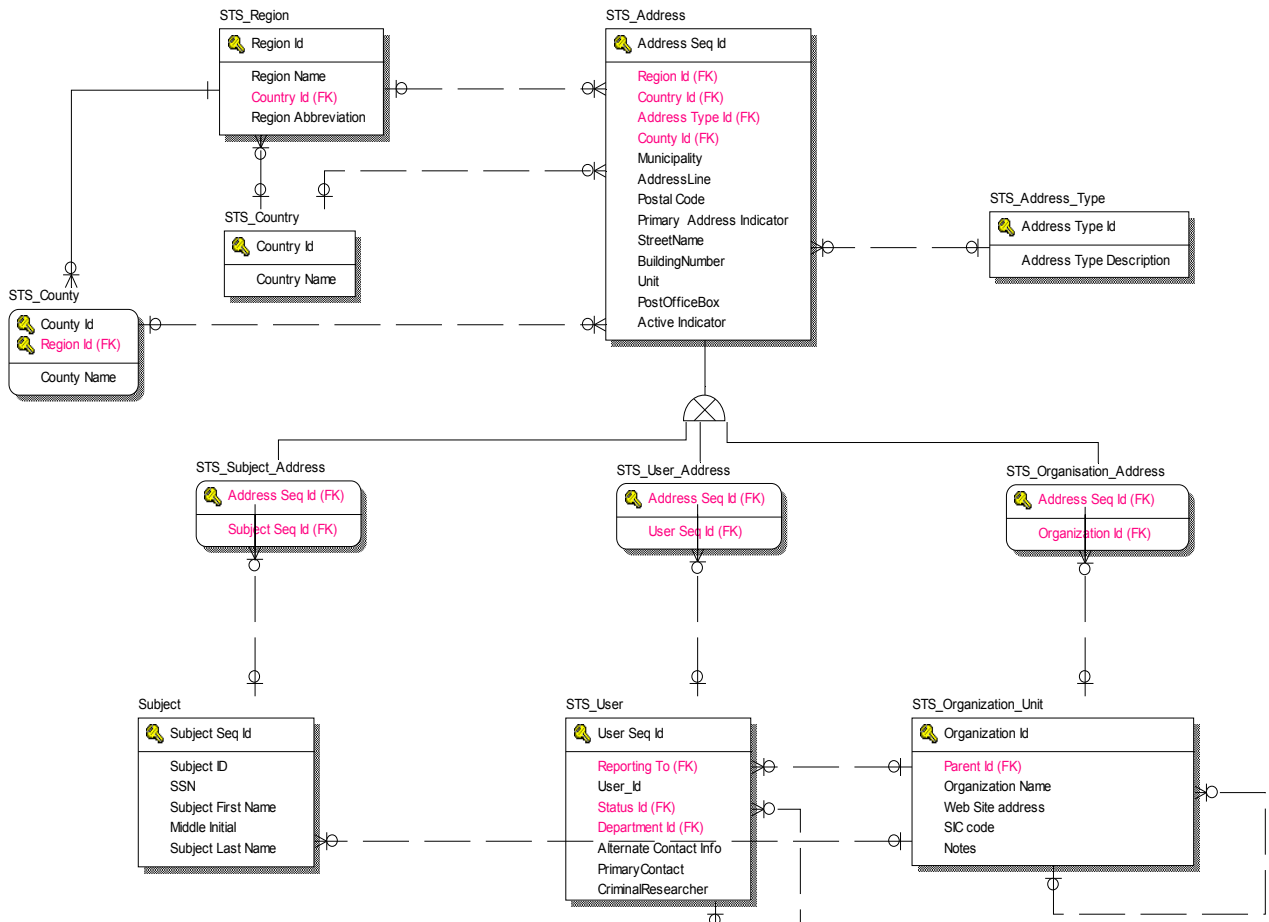 STS_Region
Region Id
Region Name
Country Id (FK)
Region Abbreviation
STS_Address
Address Seq Id
Region Id (FK)
Country Id (FK)
Address Type Id (FK)
County Id (FK)
Municipality
AddressLine
Postal Code
Primary Address Indicator
StreetName
BuildingNumber
Unit
PostOfficeBox
Active Indicator
STS_Address_Type
Address Type Id
Address Type Description
STS_Country
Country Id
Country Name
STS_County
County Id
Region Id (FK)
County Name
STS_Subject_Address
Address Seq Id (FK)
Subject Seq Id (FK)
STS_User_Address
Address Seq Id (FK)
User Seq Id (FK)
STS_Organisation_Address
Address Seq Id (FK)
Organization Id (FK)
Subject
Subject Seq Id
Subject ID
SSN
Subject First Name
Middle Initial
Subject Last Name
STS_User
User Seq Id
Reporting To (FK)
User_Id
Status Id (FK)
Department Id (FK)
Alternate Contact Info
PrimaryContact
CriminalResearcher
STS_Organization_Unit
Organization Id
Parent Id (FK)
Organization Name
Web Site address
SIC code
Notes